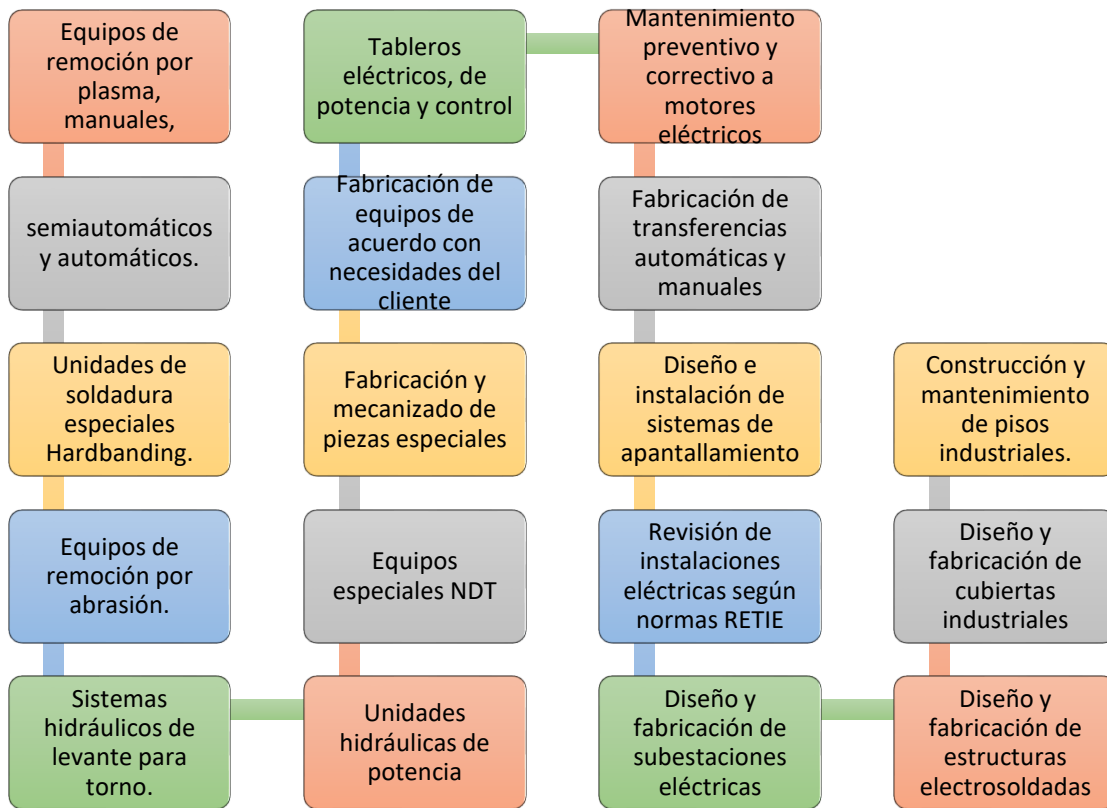 Equipos de
remoción por
plasma,
manuales,
semiautomáticos
y automáticos.
Unidades de
soldadura
especiales
Hardbanding.
Equipos de
remoción por
abrasión.
Sistemas
hidráulicos de
levante para
torno.
Unidades
hidráulicas de
potencia
Equipos
especiales NDT
Fabricación y
mecanizado de
piezas especiales
Fabricación de
equipos de
acuerdo con
necesidades del
cliente
Tableros
eléctricos, de
potencia y control
Mantenimiento
preventivo y
correctivo a
motores
eléctricos
Fabricación de
transferencias
automáticas y
manuales
Diseño e
instalación de
sistemas de
apantallamiento
Revisión de
instalaciones
eléctricas según
normas RETIE
Diseño y
fabricación de
subestaciones
eléctricas
Diseño y
fabricación de
estructuras
electrosoldadas
Diseño y
fabricación de
cubiertas
industriales
Construcción y
mantenimiento
de pisos
industriales.